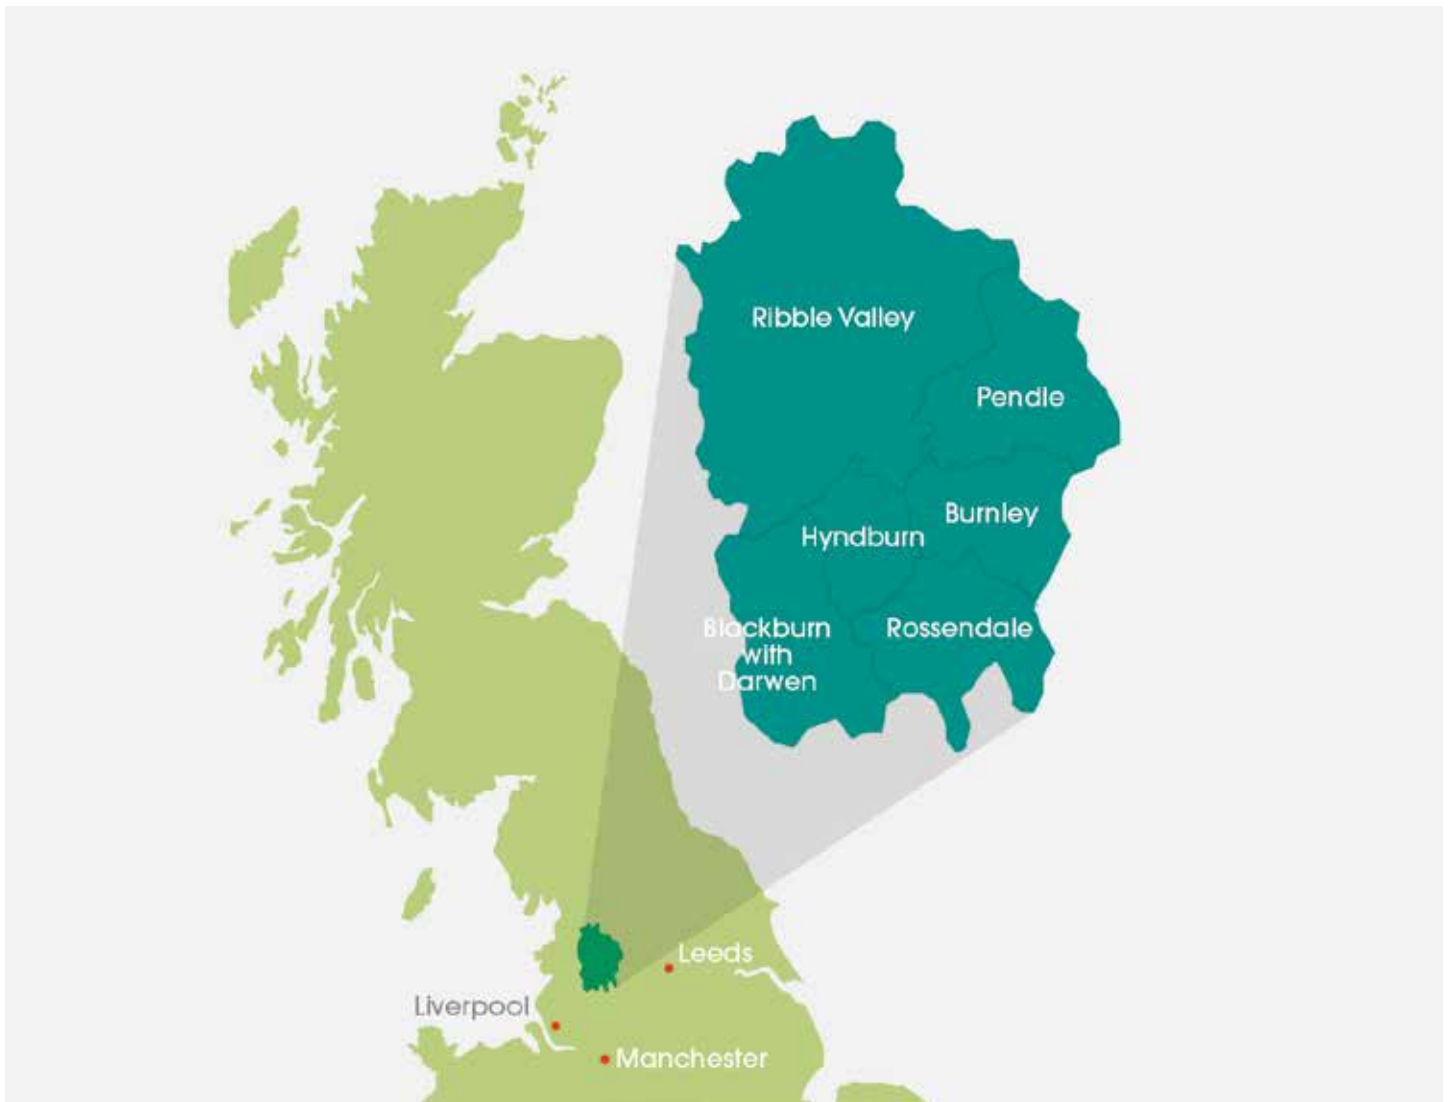 Ribble Valley
Pendle
Burnley
Hyndburn
Blackburn
with
Darwen
Rossendale
Leeds
Liverpool
Manchester